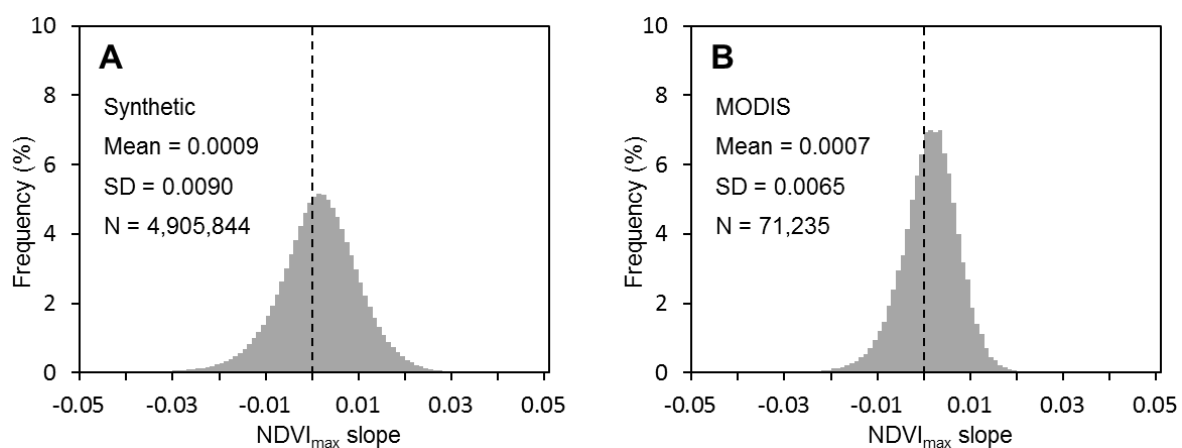 A
Synthetic
Mean = 0.0009
SD = 0.0090
N = 4,905,844
Frequency (%)
10
8
6
4
2
0
-0.05 -0.03 -0.01 0.01 0.03 0.05
NDVImax slope
B
MODIS
Mean = 0.0007
SD = 0.0065
N = 71,235
Frequency (%)
10
8
6
4
2
0
-0.05 -0.03 -0.01 0.01 0.03 0.05
NDVImax slope